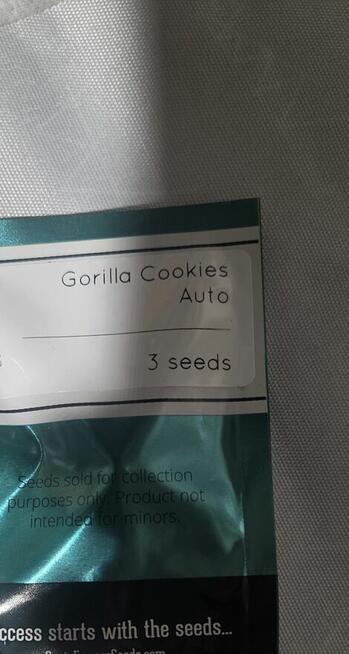 Gorilla Cookies
Auto
3 seeds
Seeds sold for collection
purposes only. Product not
intended for minors.
ccess starts with the seeds...